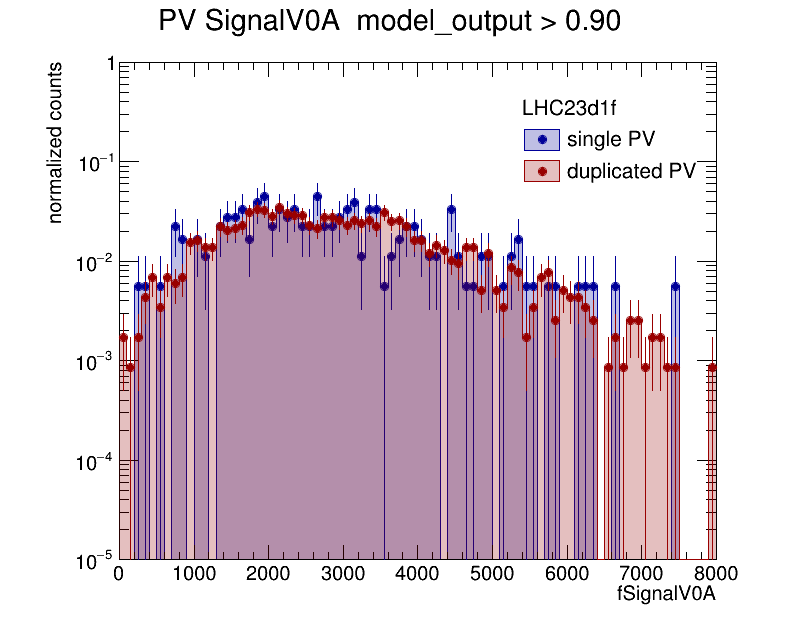 PV SignalV0A  model_output > 0.90
normalized counts
LHC23d1f
single PV
duplicated PV
1
10⁻¹
10⁻²
10⁻³
10⁻⁴
10⁻⁵
0 1000 2000 3000 4000 5000 6000 7000 8000
fSignalV0A